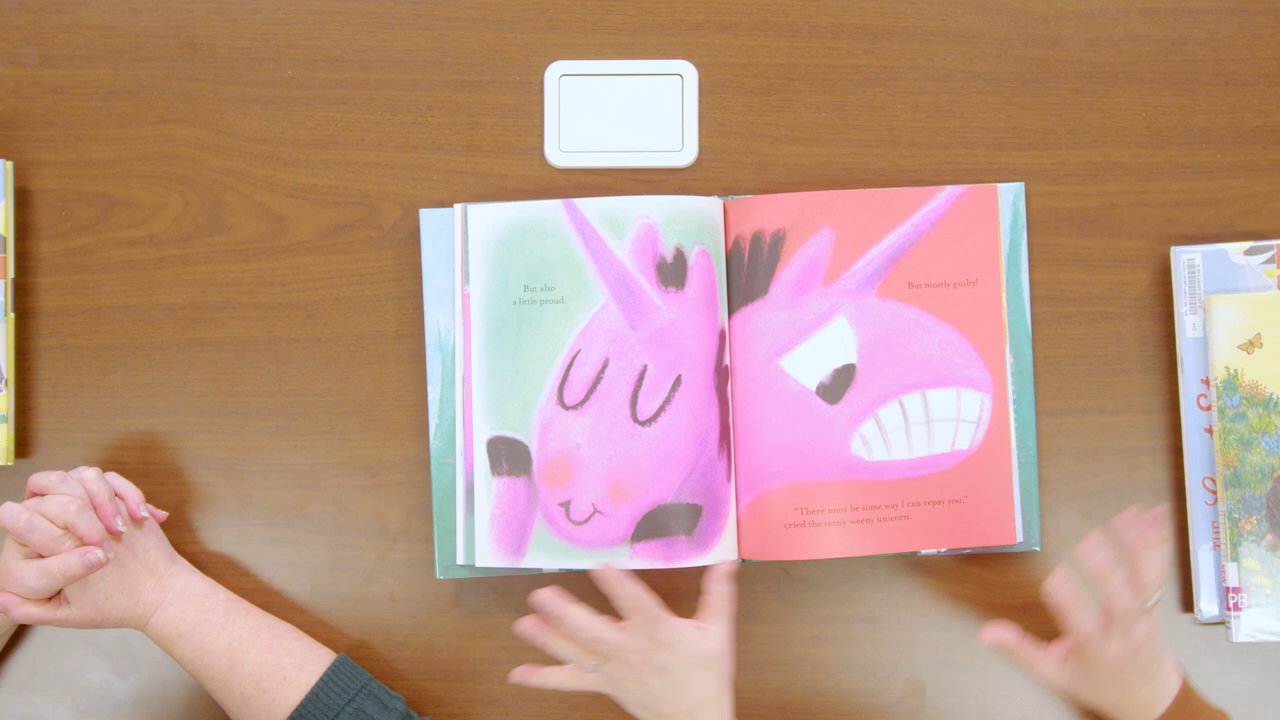 But also
a little proud.
But mostly guilty!
"There must be some way I can repay you,"
cried the teeny-weeny unicorn.
PB